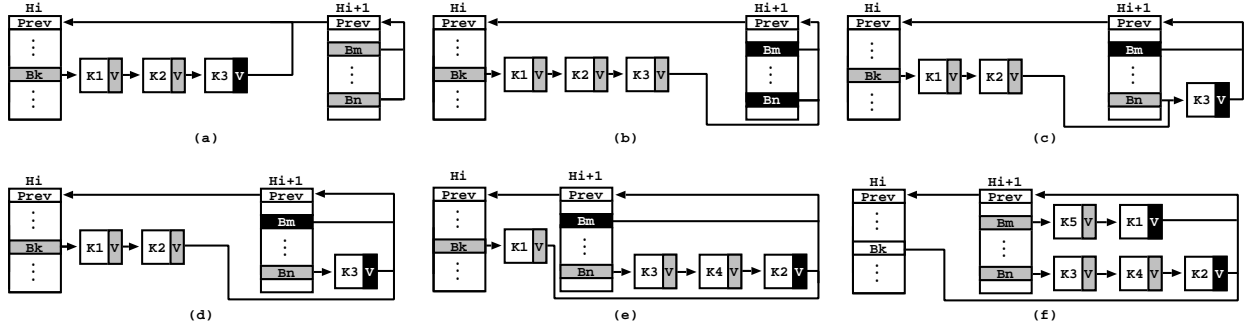 Hi Hi+1
Prev Prev
⋮ Bm
Bk K1 V K2 V K3 V ⋮
⋮ Bn
(a)
Hi Hi+1
Prev Prev
⋮ Bm
Bk K1 V K2 V K3 V ⋮
⋮ Bn
(b)
Hi Hi+1
Prev Prev
⋮ Bm
Bk K1 V K2 V ⋮
⋮ Bn K3 V
(c)
Hi Hi+1
Prev Prev
⋮ Bm
Bk K1 V K2 V ⋮
⋮ Bn K3 V
(d)
Hi Hi+1
Prev Prev
⋮ Bm
Bk K1 V ⋮
⋮ Bn K3 V K4 V K2 V
(e)
Hi Hi+1
Prev Prev
⋮ Bm K5 V K1 V
Bk ⋮
⋮ Bn K3 V K4 V K2 V
(f)